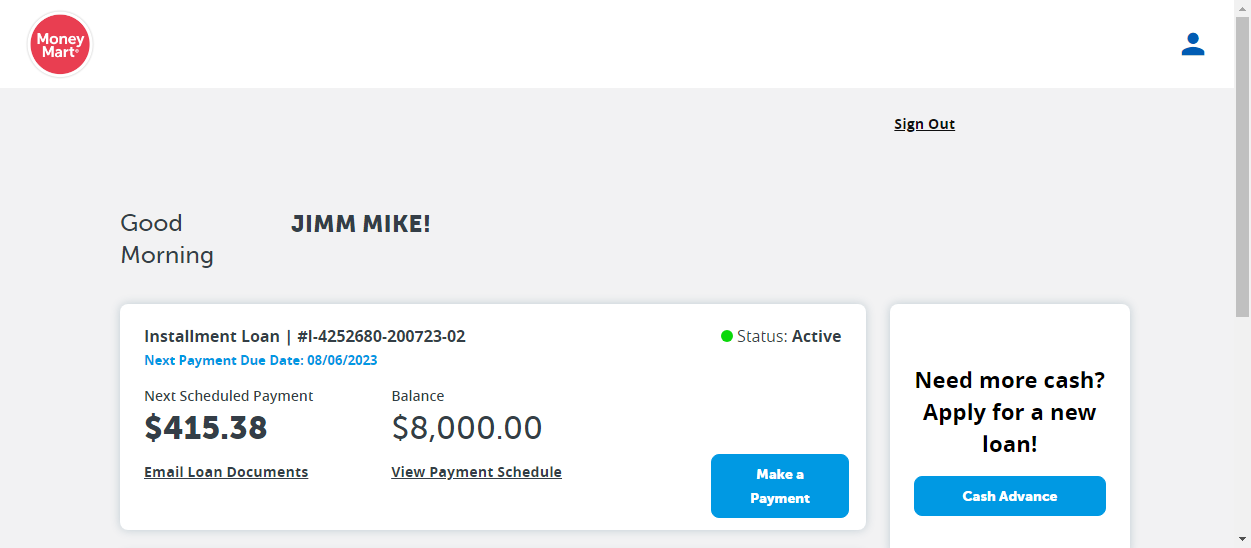 Money
Mart®
Sign Out
Good
Morning
JIMM MIKE!
Installment Loan | #I-4252680-200723-02
Status: Active
Next Payment Due Date: 08/06/2023
Next Scheduled Payment
Balance
$415.38
$8,000.00
Email Loan Documents
View Payment Schedule
Make a
Payment
Need more cash?
Apply for a new
loan!
Cash Advance